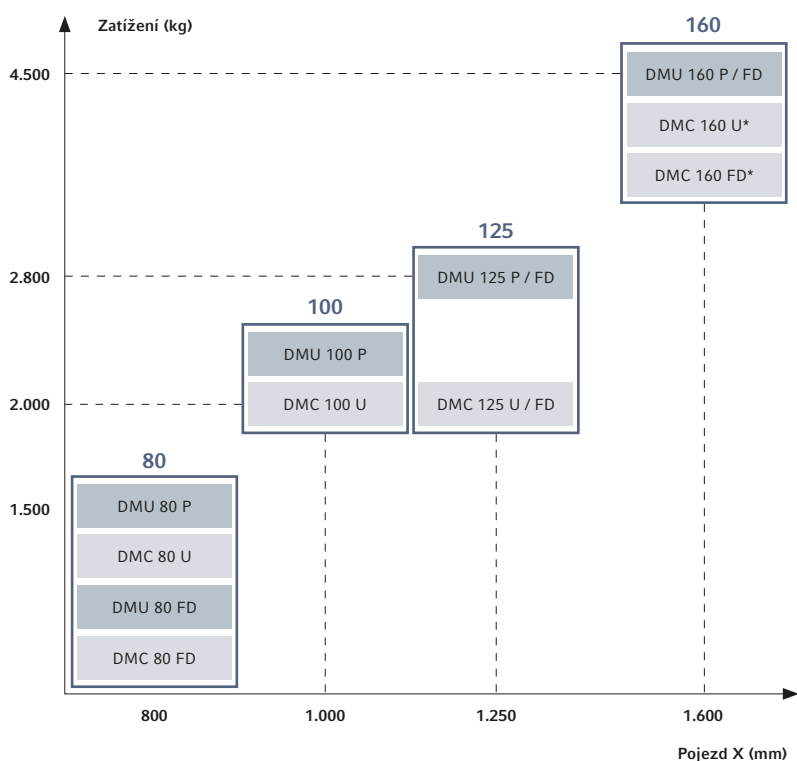 Zatížení (kg)
160
4.500
DMU 160 P / FD
DMC 160 U*
DMC 160 FD*
125
2.800
DMU 125 P / FD
100
DMU 100 P
2.000
DMC 100 U
DMC 125 U / FD
80
1.500
DMU 80 P
DMC 80 U
DMU 80 FD
DMC 80 FD
800
1.000
1.250
1.600
Pojezd X (mm)